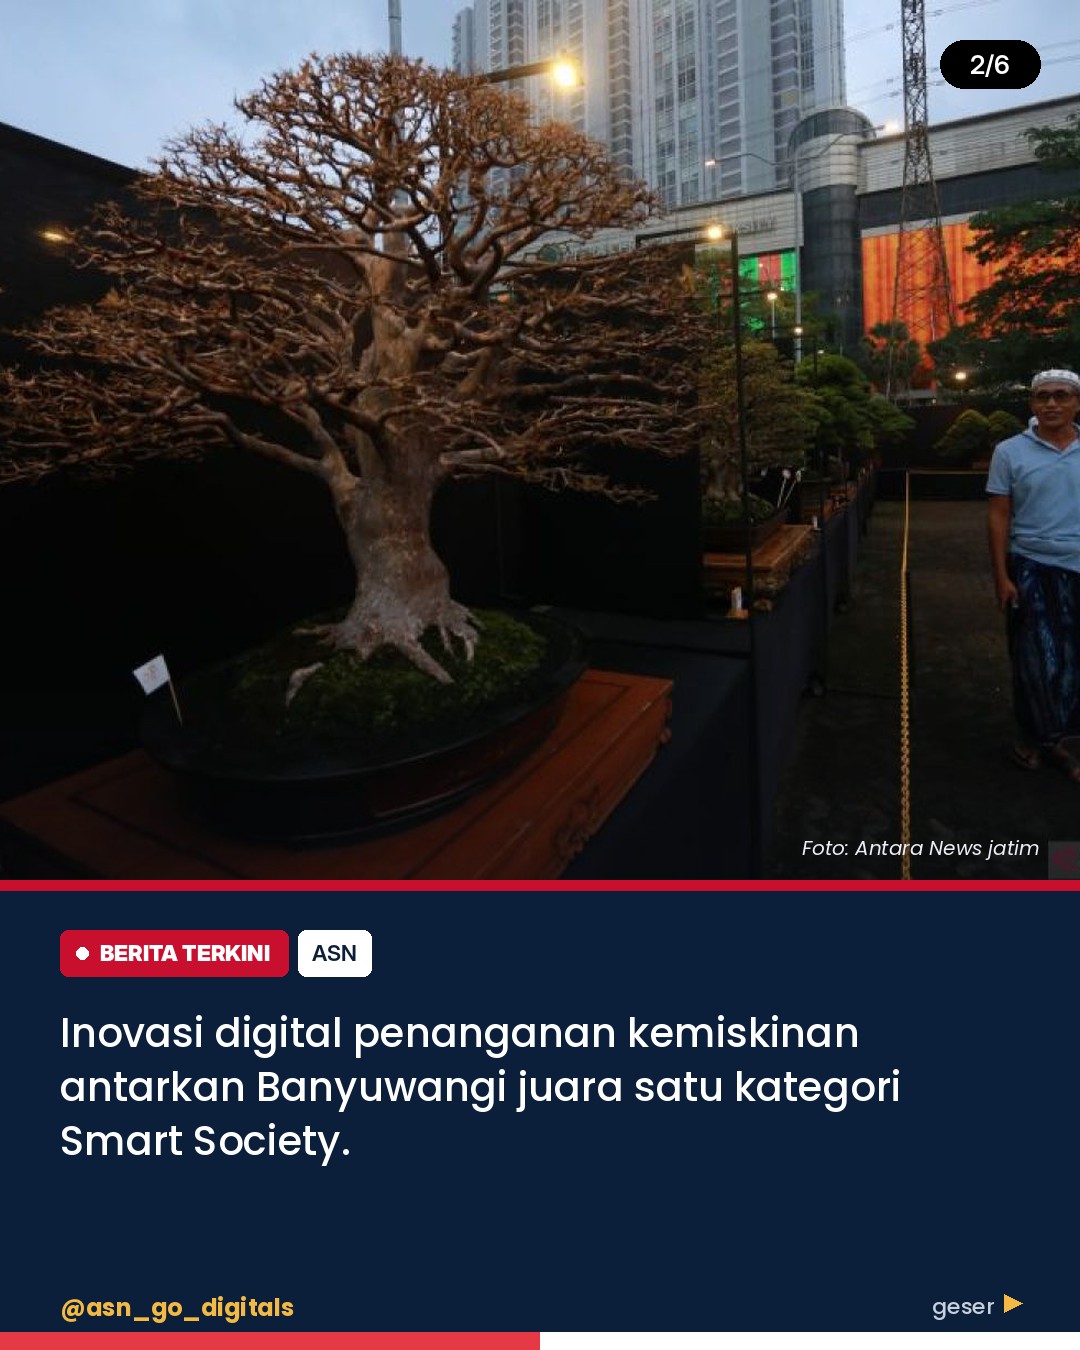 2/6
Foto: Antara News jatim
BERITA TERKINI
ASN
Inovasi digital penanganan kemiskinan
antarkan Banyuwangi juara satu kategori
Smart Society.
@asn_go_digitals
geser